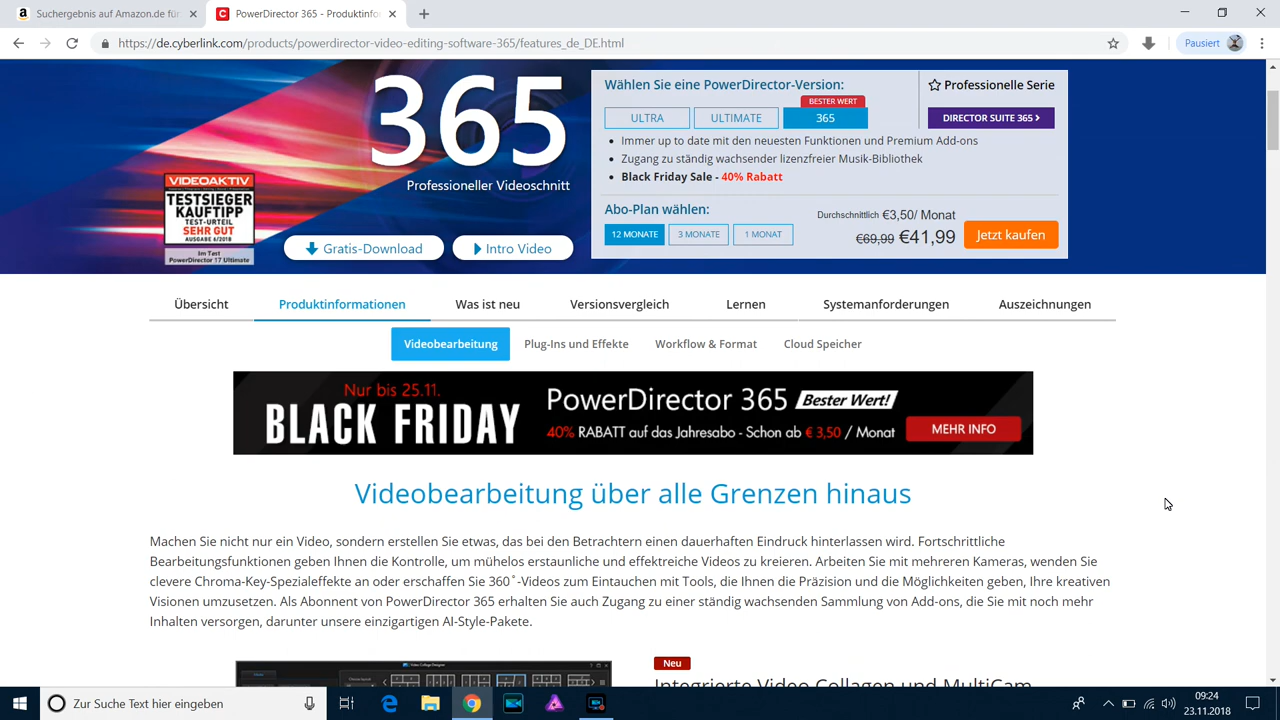 Suchergebnis auf Amazon.de für
PowerDirector 365 - Produktinfo
https://de.cyberlink.com/products/powerdirector-video-editing-software-365/features_de_DE.html
Pausiert
365
Professioneller Videoschnitt
VIDEOAKTIV
TESTSIEGER
KAUFTIPP
TEST-URTEIL
SEHR GUT
AUSGABE 6/2018
Im Test
PowerDirector 17 Ultimate
Gratis-Download
Intro Video
Wählen Sie eine PowerDirector-Version:
BESTER WERT
ULTRA ULTIMATE 365
Professionelle Serie
DIRECTOR SUITE 365
Immer up to date mit den neuesten Funktionen und Premium Add-ons
Zugang zu ständig wachsender lizenzfreier Musik-Bibliothek
Black Friday Sale - 40% Rabatt
Abo-Plan wählen:
12 MONATE 3 MONATE 1 MONAT
Durchschnittlich €3,50/ Monat
€69,99 €41,99
Jetzt kaufen
Übersicht Produktinformationen Was ist neu Versionsvergleich Lernen Systemanforderungen Auszeichnungen
Videobearbeitung Plug-Ins und Effekte Workflow & Format Cloud Speicher
Nur bis 25.11.
BLACK FRIDAY
PowerDirector 365 Bester Wert!
40% RABATT auf das Jahresabo - Schon ab € 3,50 / Monat
MEHR INFO
Videobearbeitung über alle Grenzen hinaus
Machen Sie nicht nur ein Video, sondern erstellen Sie etwas, das bei den Betrachtern einen dauerhaften Eindruck hinterlassen wird. Fortschrittliche
Bearbeitungsfunktionen geben Ihnen die Kontrolle, um mühelos erstaunliche und effektreiche Videos zu kreieren. Arbeiten Sie mit mehreren Kameras, wenden Sie
clevere Chroma-Key-Spezialeffekte an oder erschaffen Sie 360˚-Videos zum Eintauchen mit Tools, die Ihnen die Präzision und die Möglichkeiten geben, Ihre kreativen
Visionen umzusetzen. Als Abonnent von PowerDirector 365 erhalten Sie auch Zugang zu einer ständig wachsenden Sammlung von Add-ons, die Sie mit noch mehr
Inhalten versorgen, darunter unsere einzigartigen AI-Style-Pakete.
Video Collage Designer
Neu
Integrierte Video Collagen und MultiCam
Zur Suche Text hier eingeben
09:24
23.11.2018